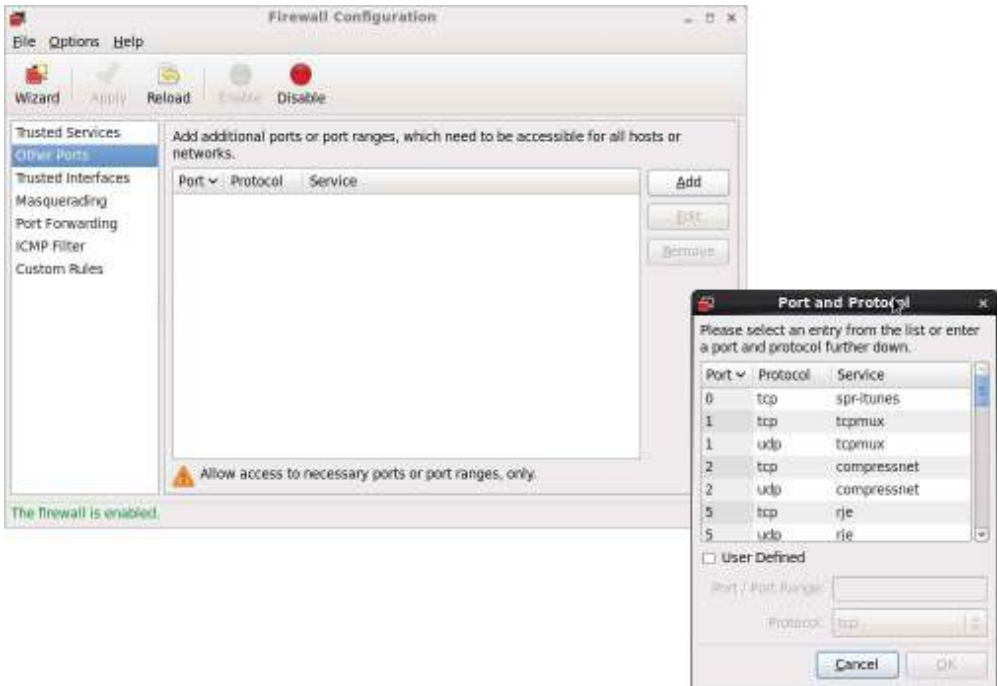 Firewall Configuration
File Options Help
Wizard Apply Reload Enable Disable
Trusted Services
Other Ports
Trusted Interfaces
Masquerading
Port Forwarding
ICMP Filter
Custom Rules
Add additional ports or port ranges, which need to be accessible for all hosts or
networks.
Port Protocol Service
Add
Edit
Remove
Allow access to necessary ports or port ranges, only.
The firewall is enabled.
Port and Protocol
Please select an entry from the list or enter
a port and protocol further down.
Port Protocol Service
0 tcp spr-itunes
1 tcp tcpmux
1 udp tcpmux
2 tcp compressnet
2 udp compressnet
5 tcp rje
5 udp rje
User Defined
Port / Port Range:
Protocol: tcp
Cancel OK